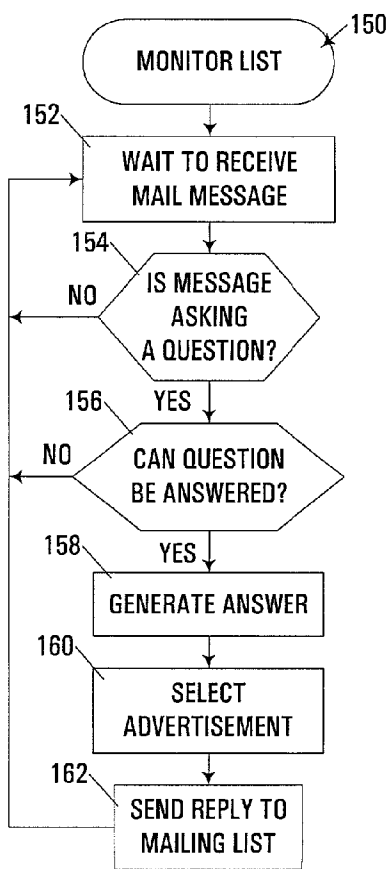 150
MONITOR LIST
152
WAIT TO RECEIVE
MAIL MESSAGE
154
NO
IS MESSAGE
ASKING
A QUESTION?
YES
156
NO
CAN QUESTION
BE ANSWERED?
YES
158
GENERATE ANSWER
160
SELECT
ADVERTISEMENT
162
SEND REPLY TO
MAILING LIST